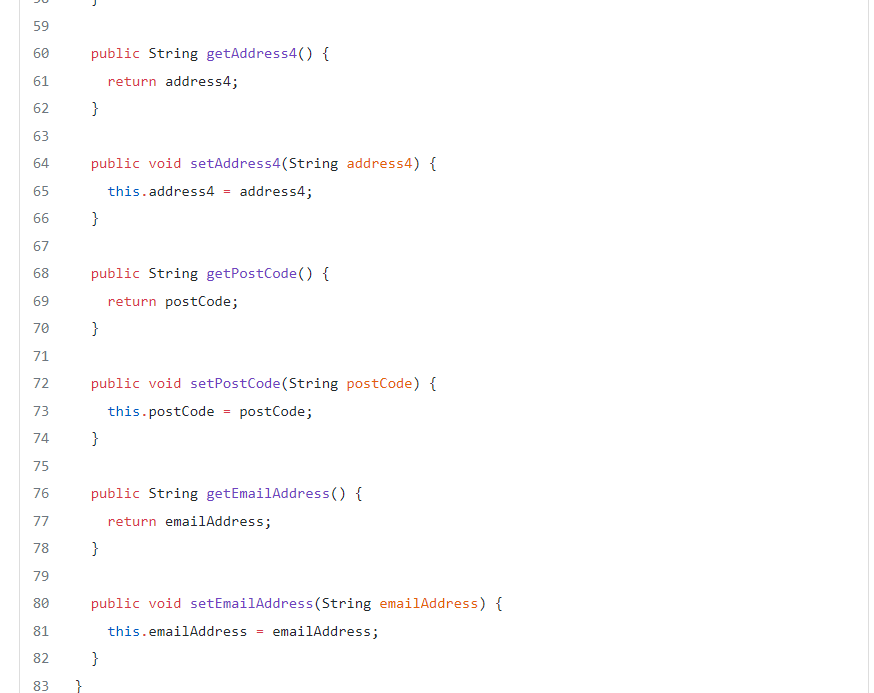 58 }
59
60 public String getAddress4() {
61 return address4;
62 }
63
64 public void setAddress4(String address4) {
65 this.address4 = address4;
66 }
67
68 public String getPostCode() {
69 return postCode;
70 }
71
72 public void setPostCode(String postCode) {
73 this.postCode = postCode;
74 }
75
76 public String getEmailAddress() {
77 return emailAddress;
78 }
79
80 public void setEmailAddress(String emailAddress) {
81 this.emailAddress = emailAddress;
82 }
83 }